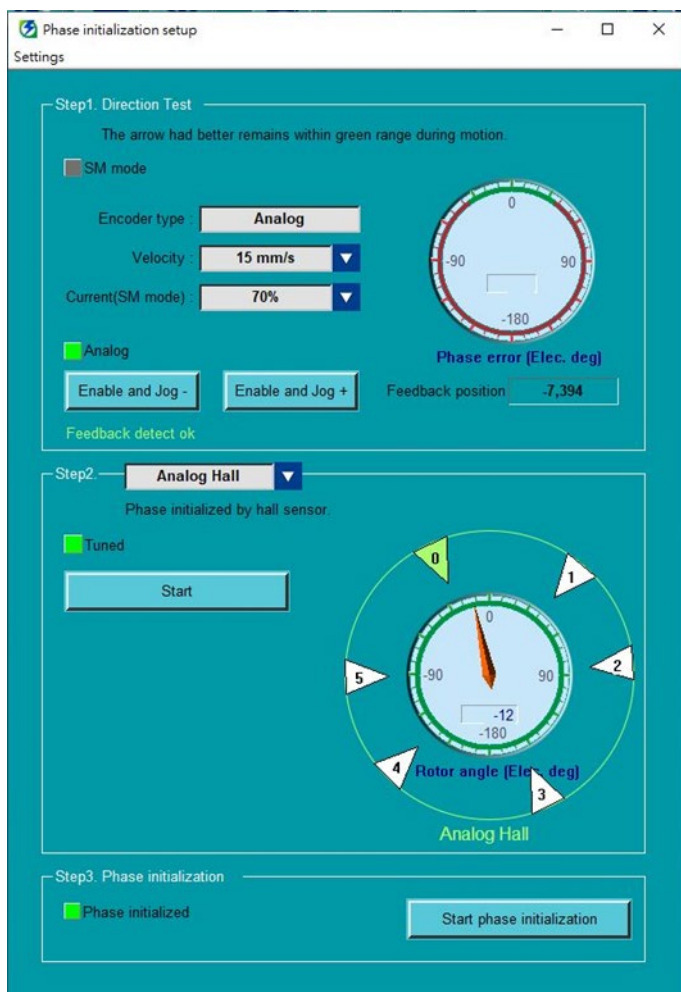 Phase initialization setup
Settings
Step1. Direction Test
The arrow had better remains within green range during motion.
SM mode
Encoder type : Analog
Velocity : 15 mm/s
Current(SM mode) : 70%
0
-90 90
-180
Phase error (Elec. deg)
Analog
Enable and Jog - Enable and Jog + Feedback position -7,394
Feedback detect ok
Step2. Analog Hall
Phase initialized by hall sensor.
Tuned
Start
0
1
0
5 -90 90 2
-12
-180
4 Rotor angle (Elec. deg)
3
Analog Hall
Step3. Phase initialization
Phase initialized Start phase initialization